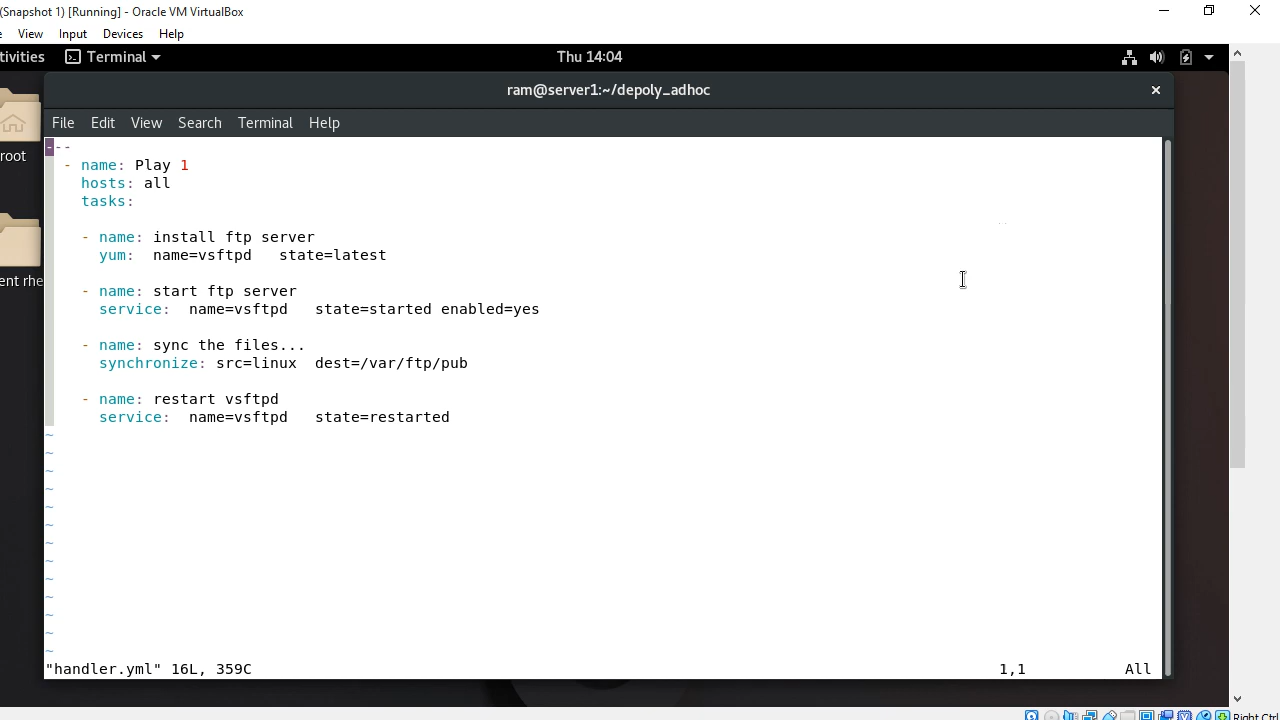 (Snapshot 1) [Running] - Oracle VM VirtualBox
View Input Devices Help
tivities Terminal Thu 14:04
ram@server1:~/depoly_adhoc
File Edit View Search Terminal Help
---
- name: Play 1
hosts: all
tasks:
- name: install ftp server
yum: name=vsftpd state=latest
- name: start ftp server
service: name=vsftpd state=started enabled=yes
- name: sync the files...
synchronize: src=linux dest=/var/ftp/pub
- name: restart vsftpd
service: name=vsftpd state=restarted
~
~
~
~
~
~
~
~
~
~
~
~
~
"handler.yml" 16L, 359C 1,1 All
root
ent rhe
Right Ctrl